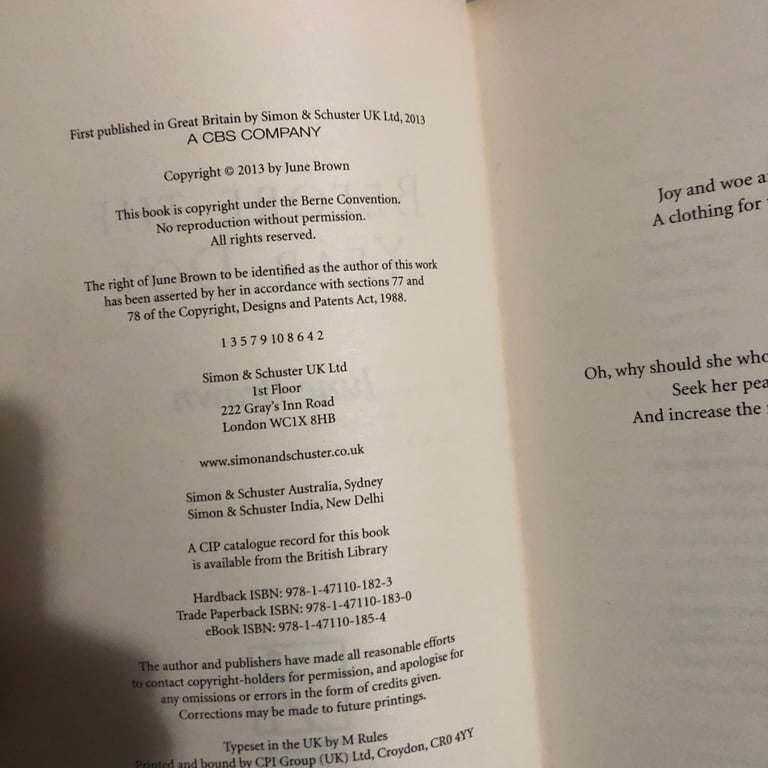 First published in Great Britain by Simon & Schuster UK Ltd, 2013
A CBS COMPANY
Copyright © 2013 by June Brown
This book is copyright under the Berne Convention.
No reproduction without permission.
All rights reserved.
The right of June Brown to be identified as the author of this work
has been asserted by her in accordance with sections 77 and
78 of the Copyright, Designs and Patents Act, 1988.
1 3 5 7 9 10 8 6 4 2
Simon & Schuster UK Ltd
1st Floor
222 Gray's Inn Road
London WC1X 8HB
www.simonandschuster.co.uk
Simon & Schuster Australia, Sydney
Simon & Schuster India, New Delhi
A CIP catalogue record for this book
is available from the British Library
Hardback ISBN: 978-1-47110-182-3
Trade Paperback ISBN: 978-1-47110-183-0
eBook ISBN: 978-1-47110-185-4
The author and publishers have made all reasonable efforts
to contact copyright-holders for permission, and apologise for
any omissions or errors in the form of credits given.
Corrections may be made to future printings.
Typeset in the UK by M Rules
Printed and bound by CPI Group (UK) Ltd, Croydon, CR0 4YY
Joy and woe
A clothing for
Oh, why should she who
Seek her
And increase the